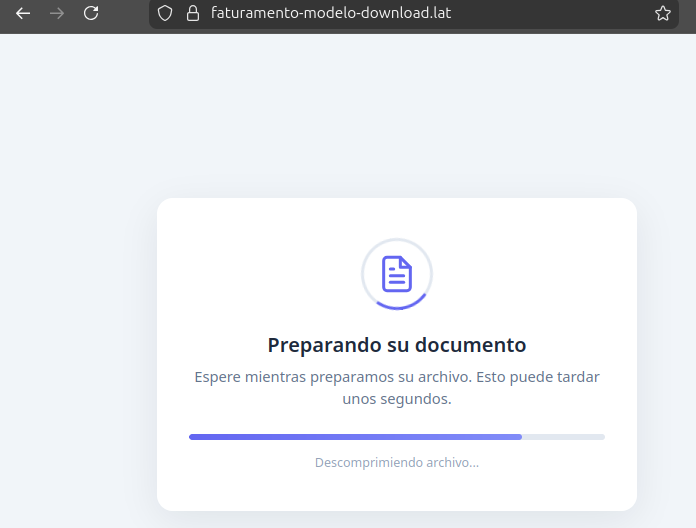 faturamento-modelo-download.lat
Preparando su documento
Espere mientras preparamos su archivo. Esto puede tardar
unos segundos.
Descomprimiendo archivo...